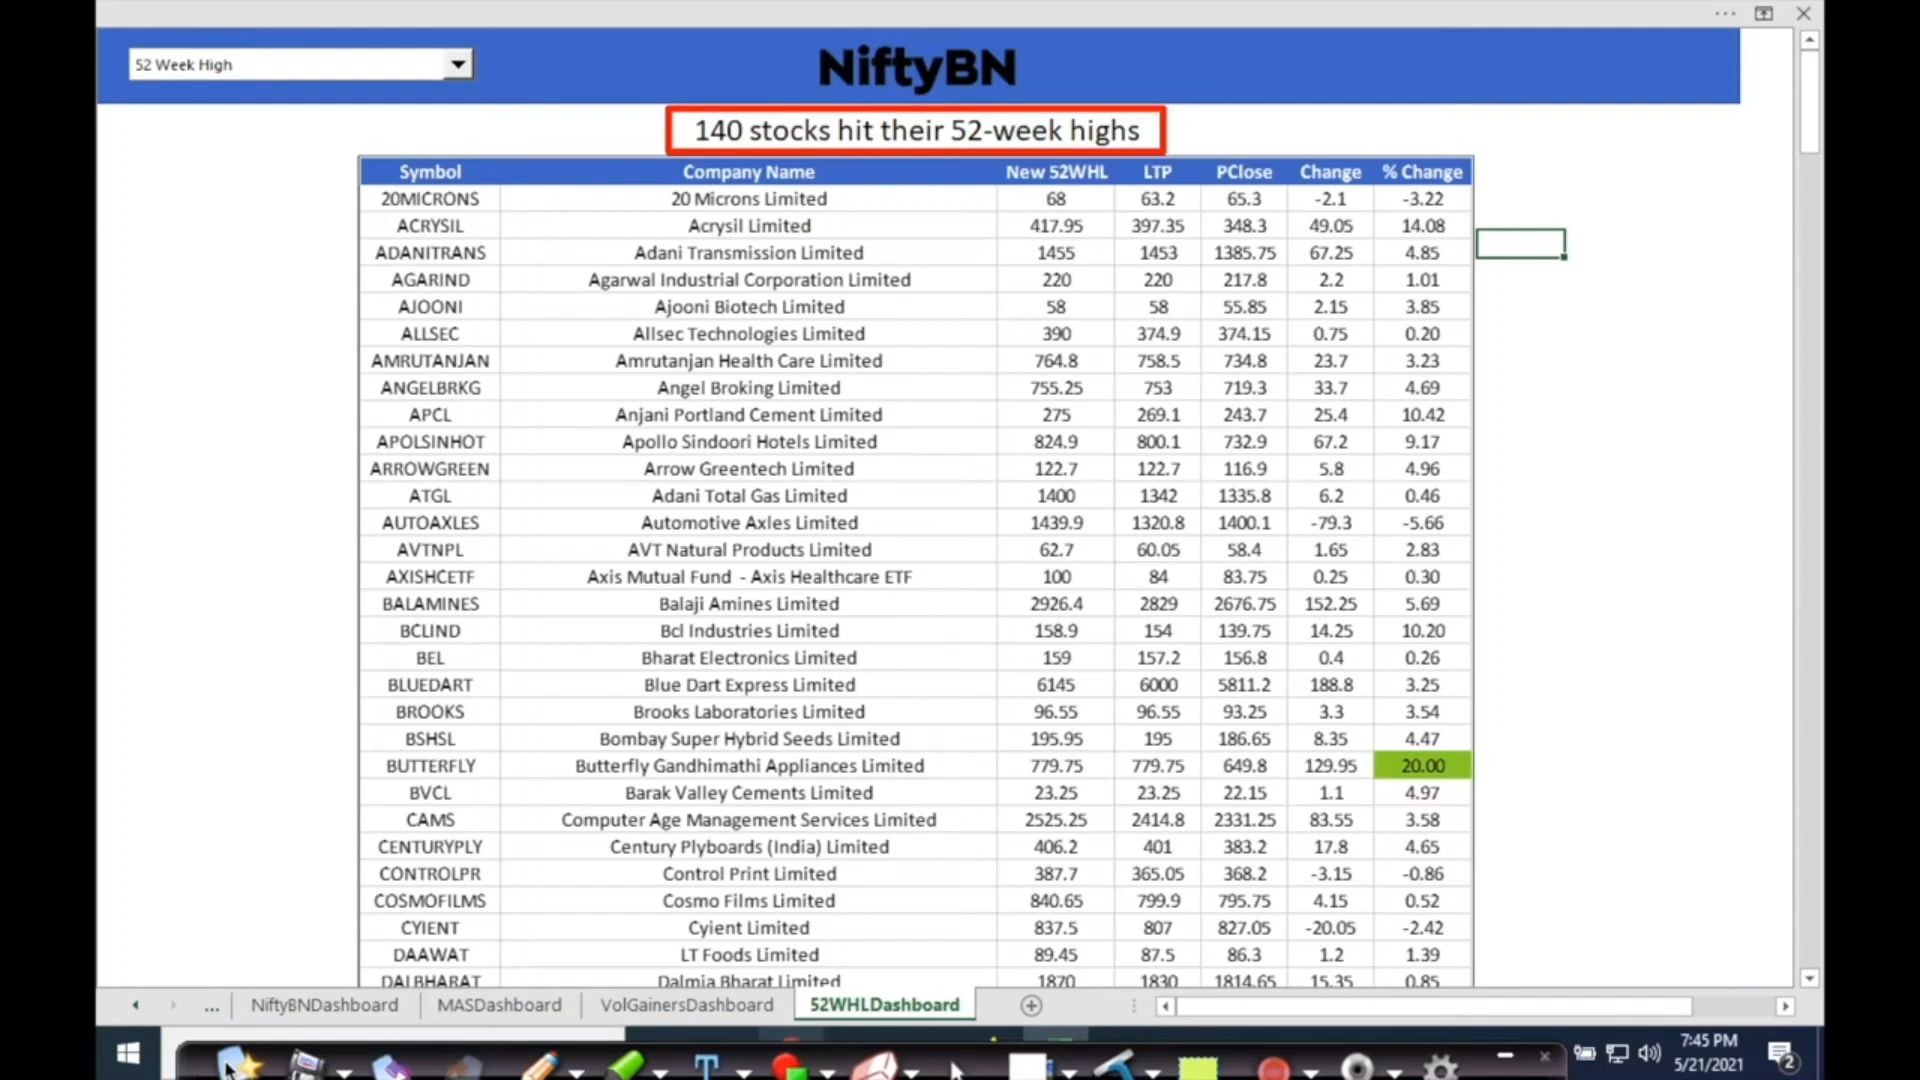 52 Week High
NiftyBN
140 stocks hit their 52-week highs
Symbol Company Name New 52WHL LTP PClose Change % Change
20MICRONS 20 Microns Limited 68 63.2 65.3 -2.1 -3.22
ACRYSIL Acrysil Limited 417.95 397.35 348.3 49.05 14.08
ADANITRANS Adani Transmission Limited 1455 1453 1385.75 67.25 4.85
AGARIND Agarwal Industrial Corporation Limited 220 220 217.8 2.2 1.01
AJOONI Ajooni Biotech Limited 58 58 55.85 2.15 3.85
ALLSEC Allsec Technologies Limited 390 374.9 374.15 0.75 0.20
AMRUTANJAN Amrutanjan Health Care Limited 764.8 758.5 734.8 23.7 3.23
ANGELBRKG Angel Broking Limited 755.25 753 719.3 33.7 4.69
APCL Anjani Portland Cement Limited 275 269.1 243.7 25.4 10.42
APOLSINHOT Apollo Sindoori Hotels Limited 824.9 800.1 732.9 67.2 9.17
ARROWGREEN Arrow Greentech Limited 122.7 122.7 116.9 5.8 4.96
ATGL Adani Total Gas Limited 1400 1342 1335.8 6.2 0.46
AUTOAXLES Automotive Axles Limited 1439.9 1320.8 1400.1 -79.3 -5.66
AVTNPL AVT Natural Products Limited 62.7 60.05 58.4 1.65 2.83
AXISHCETF Axis Mutual Fund - Axis Healthcare ETF 100 84 83.75 0.25 0.30
BALAMINES Balaji Amines Limited 2926.4 2829 2676.75 152.25 5.69
BCLIND Bcl Industries Limited 158.9 154 139.75 14.25 10.20
BEL Bharat Electronics Limited 159 157.2 156.8 0.4 0.26
BLUEDART Blue Dart Express Limited 6145 6000 5811.2 188.8 3.25
BROOKS Brooks Laboratories Limited 96.55 96.55 93.25 3.3 3.54
BSHSL Bombay Super Hybrid Seeds Limited 195.95 195 186.65 8.35 4.47
BUTTERFLY Butterfly Gandhimathi Appliances Limited 779.75 779.75 649.8 129.95 20.00
BVCL Barak Valley Cements Limited 23.25 23.25 22.15 1.1 4.97
CAMS Computer Age Management Services Limited 2525.25 2414.8 2331.25 83.55 3.58
CENTURYPLY Century Plyboards (India) Limited 406.2 401 383.2 17.8 4.65
CONTROLPR Control Print Limited 387.7 365.05 368.2 -3.15 -0.86
COSMOFILMS Cosmo Films Limited 840.65 799.9 795.75 4.15 0.52
CYIENT Cyient Limited 837.5 807 827.05 -20.05 -2.42
DAAWAT LT Foods Limited 89.45 87.5 86.3 1.2 1.39
DALBHARAT Dalmia Bharat Limited 1870 1830 1814.65 15.35 0.85
... NiftyBNDashboard MASDashboard VolGainersDashboard 52WHLDashboard
7:45 PM
5/21/2021
2